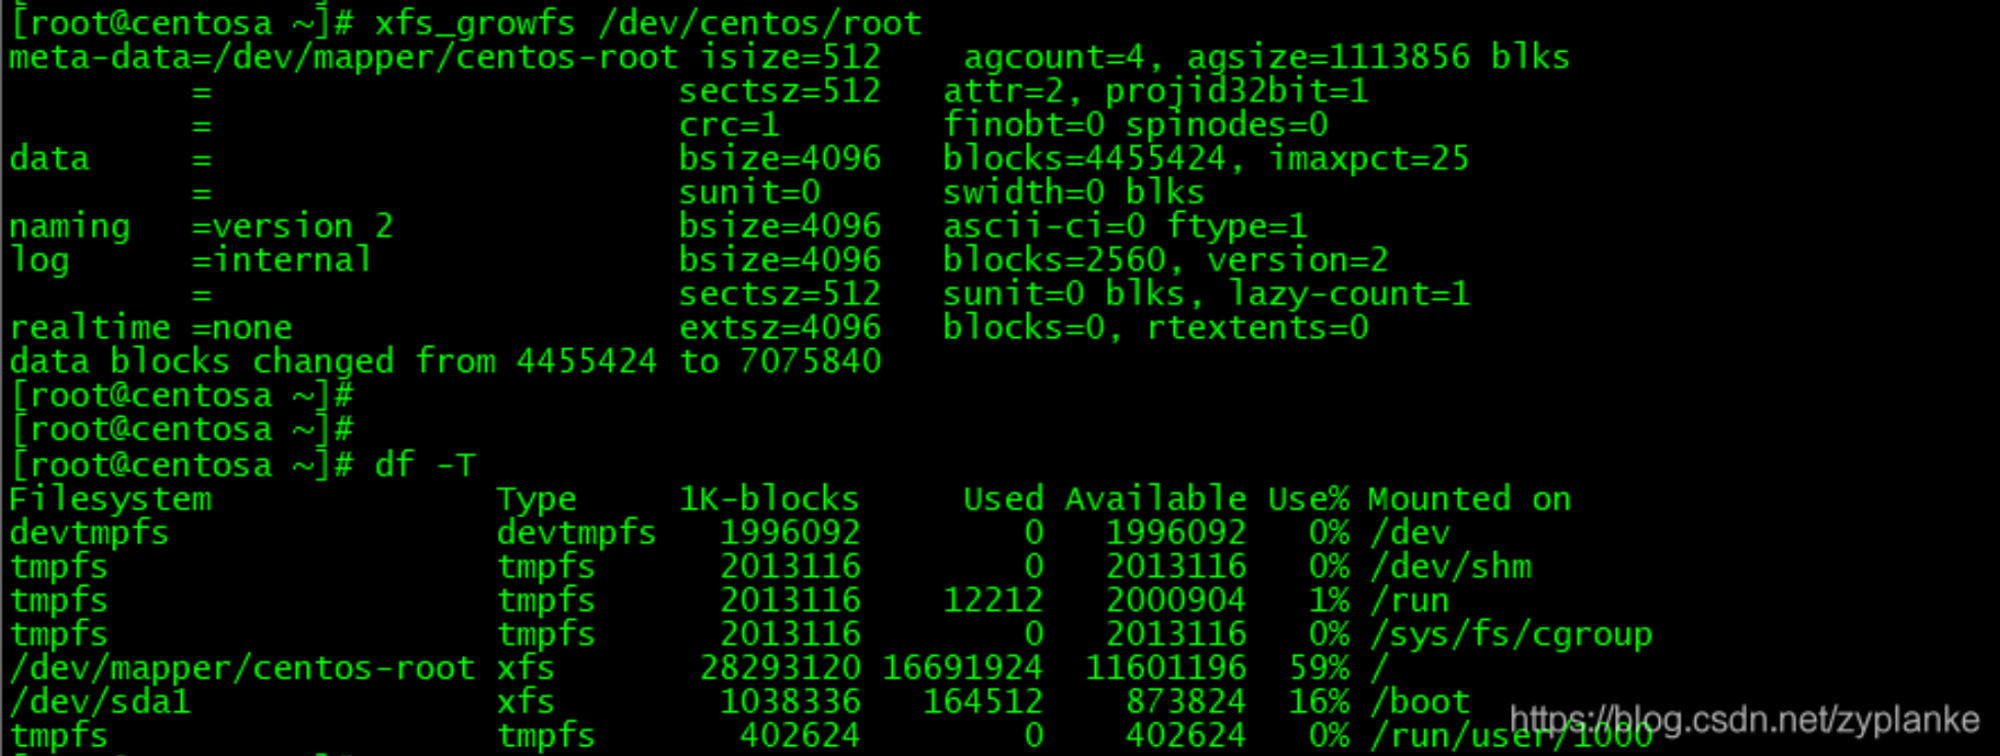 [root@centosa ~]# xfs_growfs /dev/centos/root
meta-data=/dev/mapper/centos-root isize=512    agcount=4, agsize=1113856 blks
         =                       sectsz=512   attr=2, projid32bit=1
         =                       crc=1        finobt=0 spinodes=0
data     =                       bsize=4096   blocks=4455424, imaxpct=25
         =                       sunit=0      swidth=0 blks
naming   =version 2              bsize=4096   ascii-ci=0 ftype=1
log      =internal               bsize=4096   blocks=2560, version=2
         =                       sectsz=512   sunit=0 blks, lazy-count=1
realtime =none                   extsz=4096   blocks=0, rtextents=0
data blocks changed from 4455424 to 7075840
[root@centosa ~]#
[root@centosa ~]#
[root@centosa ~]# df -T
Filesystem              Type     1K-blocks     Used Available Use% Mounted on
devtmpfs                devtmpfs   1996092        0   1996092   0% /dev
tmpfs                   tmpfs      2013116        0   2013116   0% /dev/shm
tmpfs                   tmpfs      2013116    12212   2000904   1% /run
tmpfs                   tmpfs      2013116        0   2013116   0% /sys/fs/cgroup
/dev/mapper/centos-root xfs       28293120 16691924  11601196  59% /
/dev/sda1               xfs        1038336   164512    873824  16% /boot
tmpfs                   tmpfs       402624        0    402624   0% /run/user/1000
https://blog.csdn.net/zyplanke